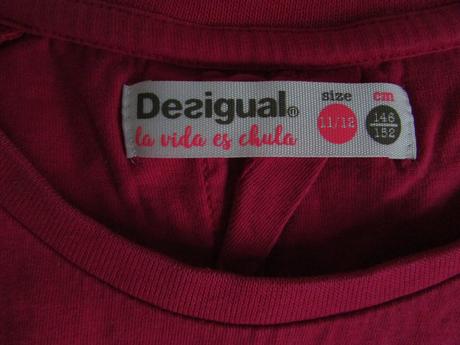 Desigual®
la vida es chula
size
11/12
cm
146
152